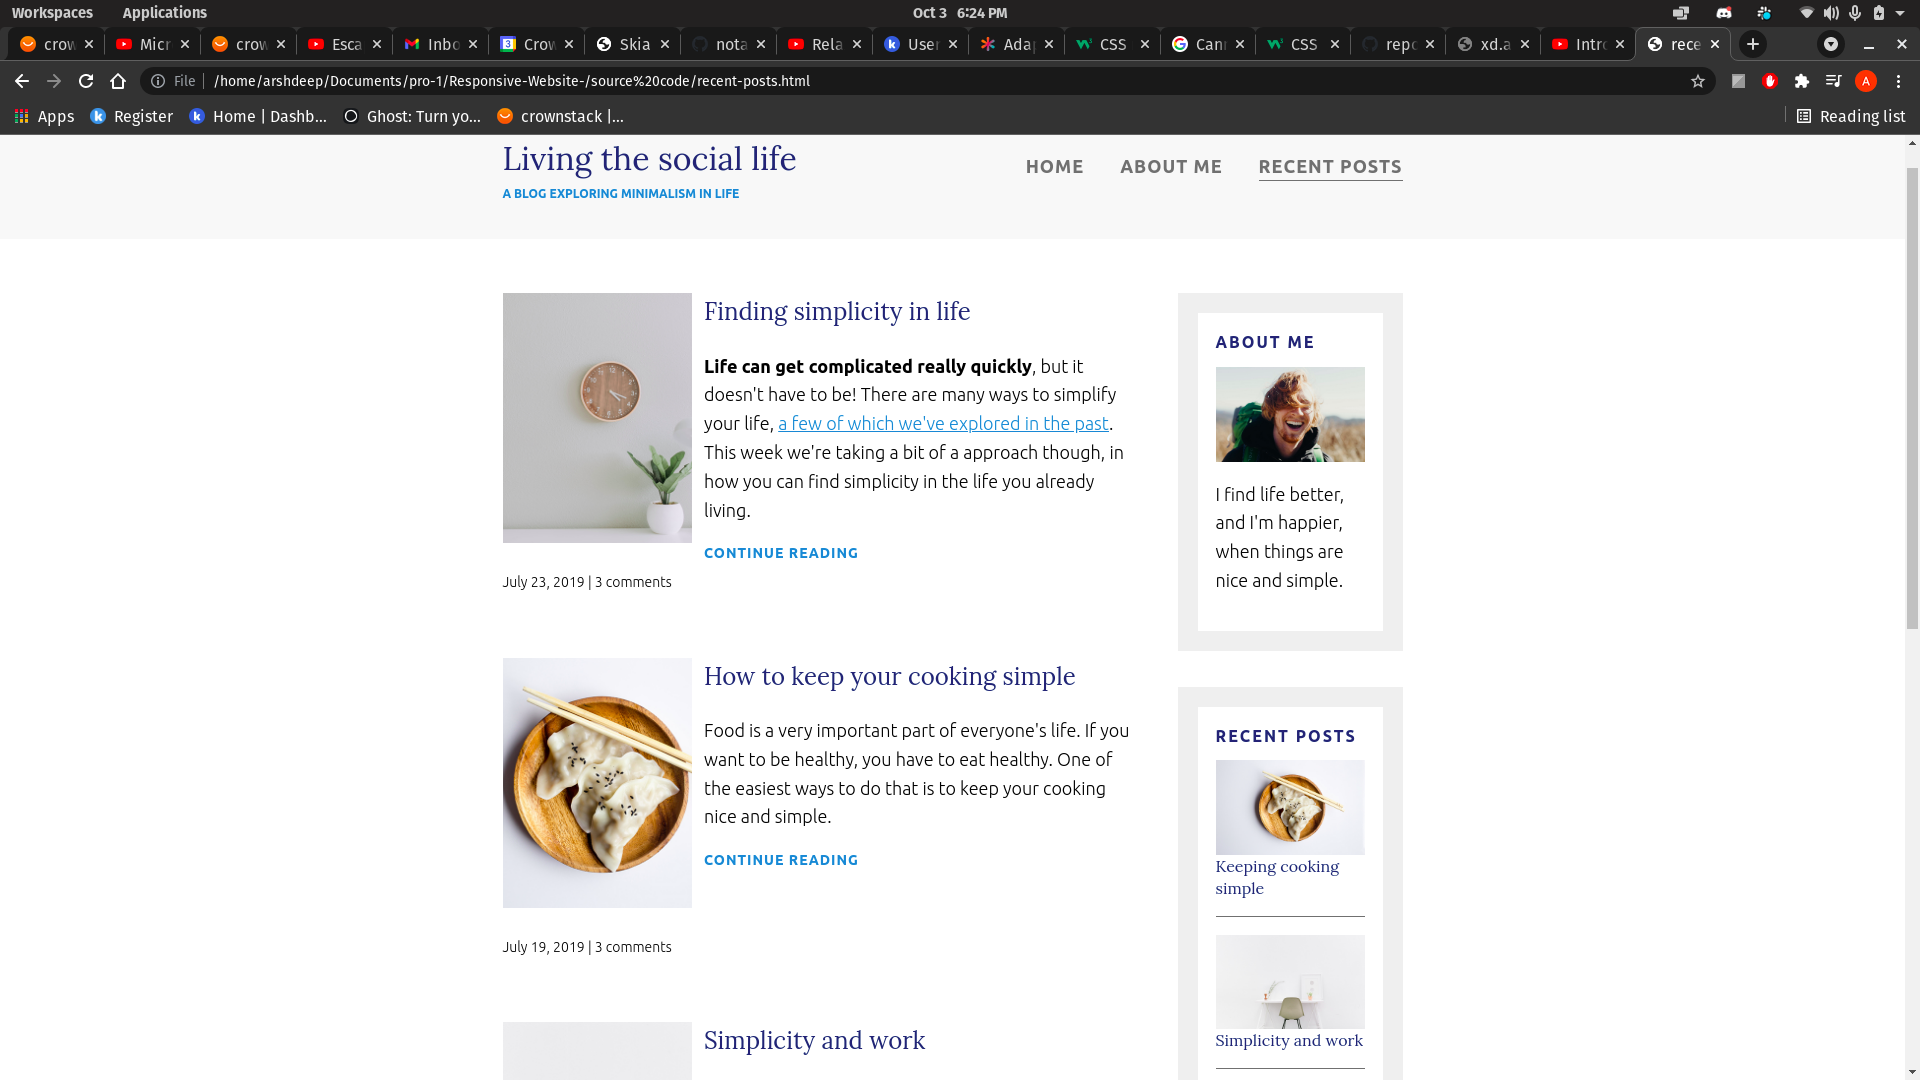 Workspaces Applications Oct 3 6:24 PM
crow Micr crow Esca Inbo Crow Skia nota Rela User Ada CSS Can CSS repo xd.a Intro rece
File /home/arshdeep/Documents/pro-1/Responsive-Website-/source%20code/recent-posts.html A
Apps Register Home | Dashb... Ghost: Turn yo... crownstack |... Reading list
Living the social life
A BLOG EXPLORING MINIMALISM IN LIFE
HOME ABOUT ME RECENT POSTS
Finding simplicity in life
Life can get complicated really quickly, but it
doesn't have to be! There are many ways to simplify
your life, a few of which we've explored in the past.
This week we're taking a bit of a approach though, in
how you can find simplicity in the life you already
living.
CONTINUE READING
July 23, 2019 | 3 comments
How to keep your cooking simple
Food is a very important part of everyone's life. If you
want to be healthy, you have to eat healthy. One of
the easiest ways to do that is to keep your cooking
nice and simple.
CONTINUE READING
July 19, 2019 | 3 comments
Simplicity and work
ABOUT ME
I find life better,
and I'm happier,
when things are
nice and simple.
RECENT POSTS
Keeping cooking
simple
Simplicity and work